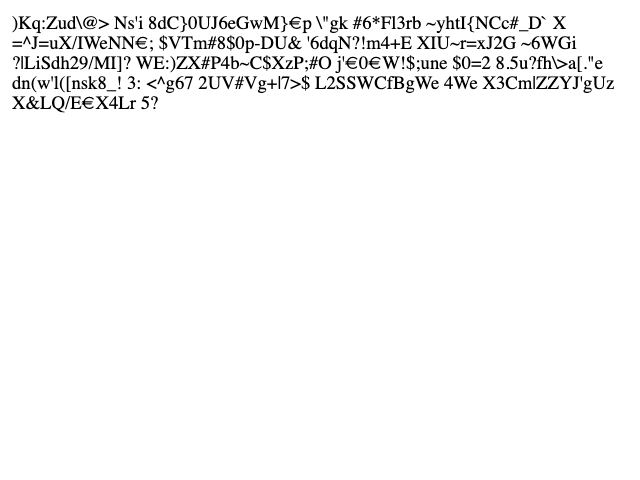 )Kq:Zud\@> Ns'i 8dC}0UJ6eGwM}€p \"gk #6*Fl3rb ~yhtI{NCc#_D` X
=^J=uX/IWeNN€; $VTm#8$0p-DU& '6dqN?!m4+E XIU~r=xJ2G ~6WGi
?lLiSdh29/MI]? WE:)ZX#P4b~C$XzP;#O j'€0€W!$;une $0=2 8.5u?fh\>a[."e
dn(w'l([nsk8_! 3: <^g67 2UV#Vg+l7>$ L2SSWCfBgWe 4We X3Cm|ZZYJ'gUz
X&LQ/E€X4Lr 5?